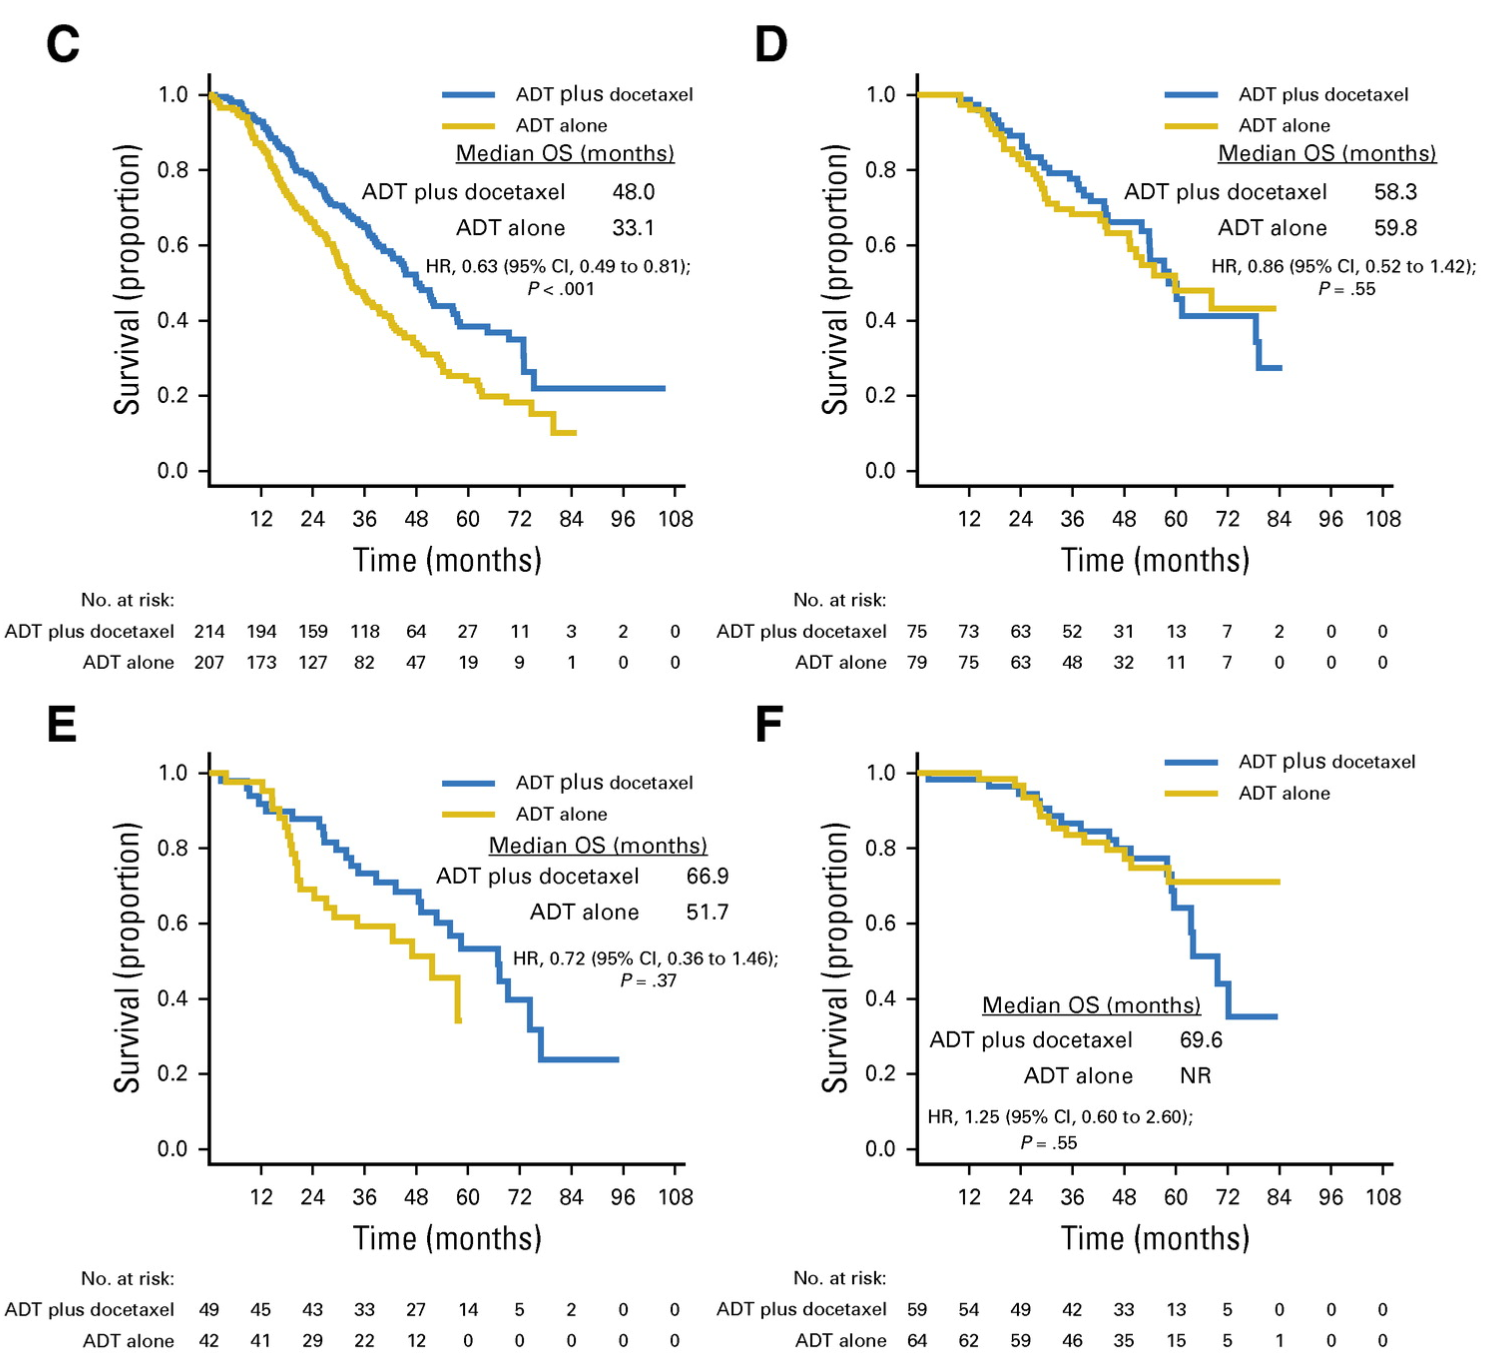 C
ADT plus docetaxel
ADT alone
Median OS (months)
ADT plus docetaxel 48.0
ADT alone 33.1
HR, 0.63 (95% CI, 0.49 to 0.81);
P < .001
Survival (proportion)
1.0
0.8
0.6
0.4
0.2
0.0
12 24 36 48 60 72 84 96 108
Time (months)
No. at risk:
ADT plus docetaxel 214 194 159 118 64 27 11 3 2 0
ADT alone 207 173 127 82 47 19 9 1 0 0
D
ADT plus docetaxel
ADT alone
Median OS (months)
ADT plus docetaxel 58.3
ADT alone 59.8
HR, 0.86 (95% CI, 0.52 to 1.42);
P = .55
Survival (proportion)
1.0
0.8
0.6
0.4
0.2
0.0
12 24 36 48 60 72 84 96 108
Time (months)
No. at risk:
ADT plus docetaxel 75 73 63 52 31 13 7 2 0 0
ADT alone 79 75 63 48 32 11 7 0 0 0
E
ADT plus docetaxel
ADT alone
Median OS (months)
ADT plus docetaxel 66.9
ADT alone 51.7
HR, 0.72 (95% CI, 0.36 to 1.46);
P = .37
Survival (proportion)
1.0
0.8
0.6
0.4
0.2
0.0
12 24 36 48 60 72 84 96 108
Time (months)
No. at risk:
ADT plus docetaxel 49 45 43 33 27 14 5 2 0 0
ADT alone 42 41 29 22 12 0 0 0 0 0
F
ADT plus docetaxel
ADT alone
Median OS (months)
ADT plus docetaxel 69.6
ADT alone NR
HR, 1.25 (95% CI, 0.60 to 2.60);
P = .55
Survival (proportion)
1.0
0.8
0.6
0.4
0.2
0.0
12 24 36 48 60 72 84 96 108
Time (months)
No. at risk:
ADT plus docetaxel 59 54 49 42 33 13 5 0 0 0
ADT alone 64 62 59 46 35 15 5 1 0 0